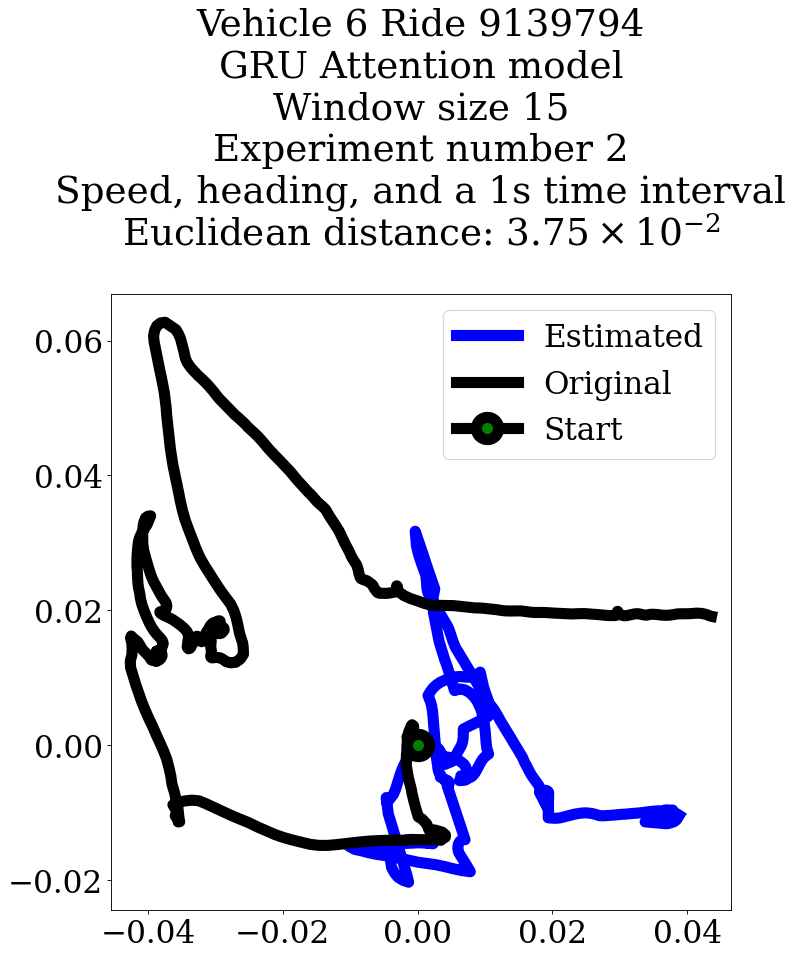 Vehicle 6 Ride 9139794
GRU Attention model
Window size 15
Experiment number 2
Speed, heading, and a 1s time interval
Euclidean distance: 3.75 × 10⁻²
Estimated
Original
Start
0.06
0.04
0.02
0.00
−0.02
−0.04
−0.02
0.00
0.02
0.04